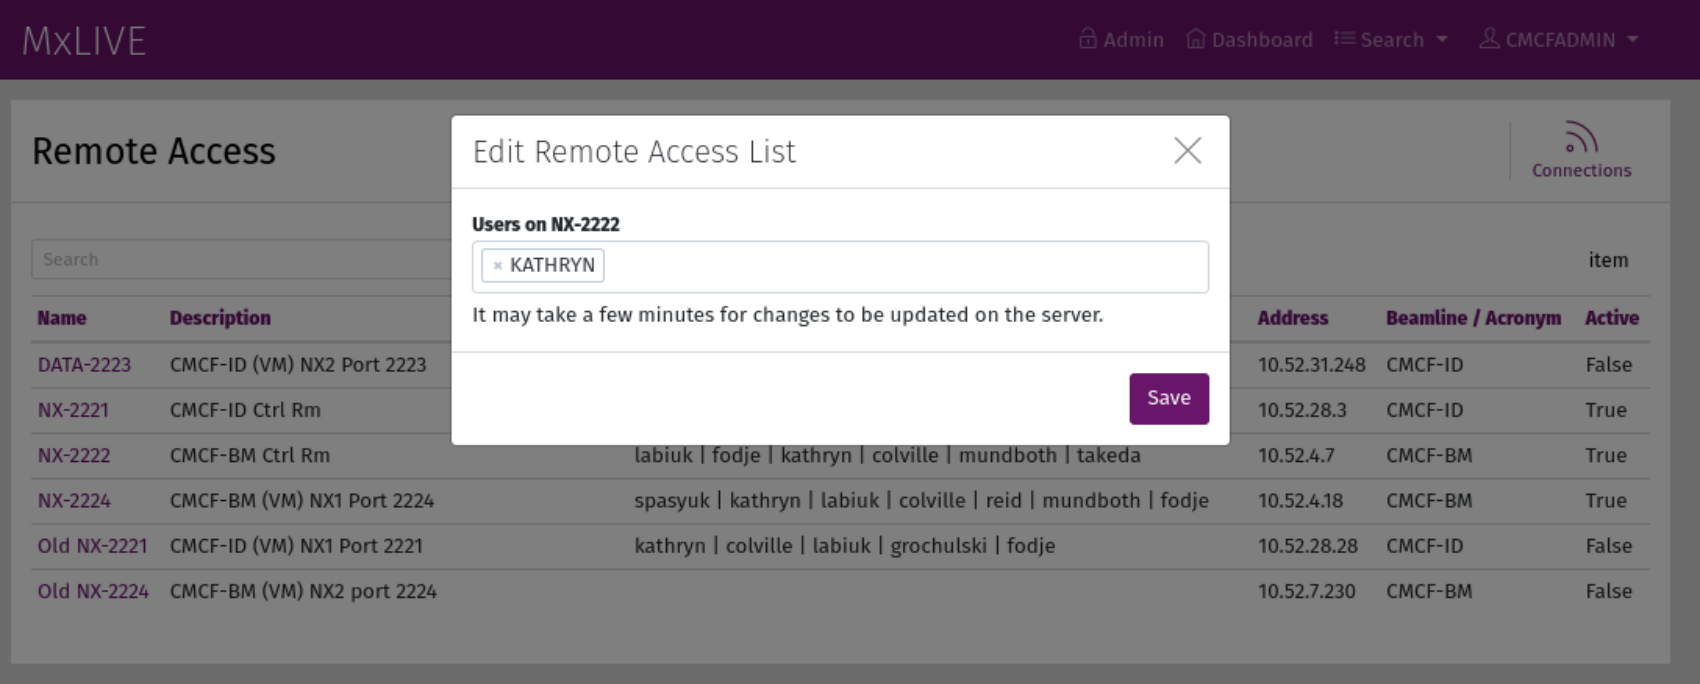 MxLIVE
Admin Dashboard Search CMCFADMIN
Remote Access
Connections
Edit Remote Access List
Users on NX-2222
× KATHRYN
It may take a few minutes for changes to be updated on the server.
Save
Search
item
Name Description Address Beamline / Acronym Active
DATA-2223 CMCF-ID (VM) NX2 Port 2223 10.52.31.248 CMCF-ID False
NX-2221 CMCF-ID Ctrl Rm 10.52.28.3 CMCF-ID True
NX-2222 CMCF-BM Ctrl Rm labiuk | fodje | kathryn | colville | mundboth | takeda 10.52.4.7 CMCF-BM True
NX-2224 CMCF-BM (VM) NX1 Port 2224 spasyuk | kathryn | labiuk | colville | reid | mundboth | fodje 10.52.4.18 CMCF-BM True
Old NX-2221 CMCF-ID (VM) NX1 Port 2221 kathryn | colville | labiuk | grochulski | fodje 10.52.28.28 CMCF-ID False
Old NX-2224 CMCF-BM (VM) NX2 port 2224 10.52.7.230 CMCF-BM False